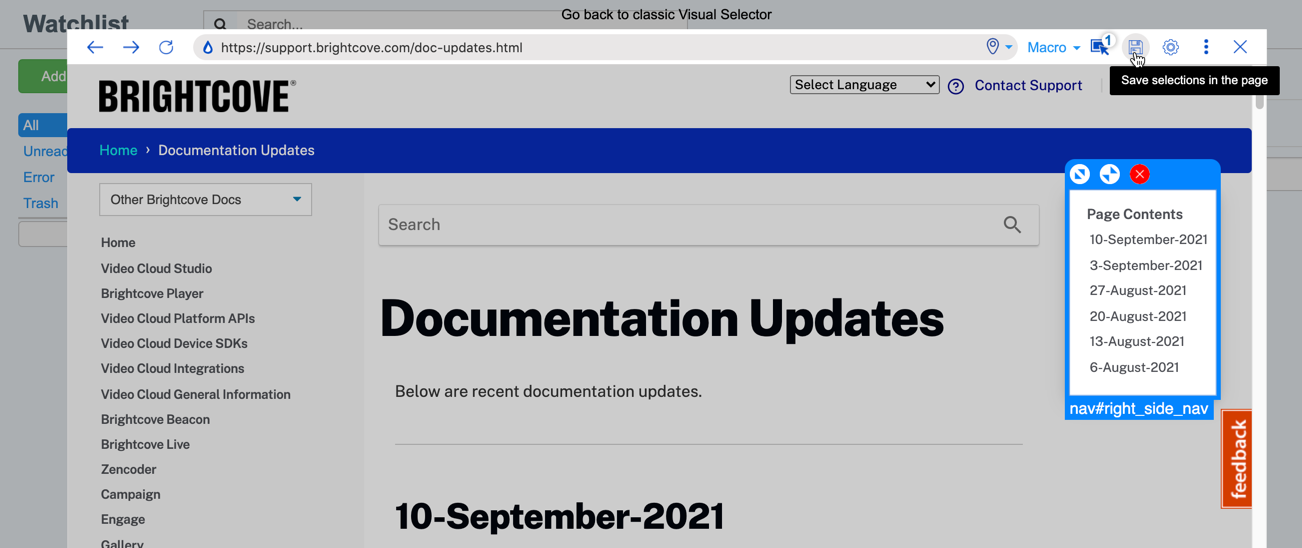 Go back to classic Visual Selector
Watchlist
Search...
https://support.brightcove.com/doc-updates.html
Macro
1
Save selections in the page
Add
All
Unread
Error
Trash
BRIGHTCOVE®
Select Language
Contact Support
Home › Documentation Updates
Other Brightcove Docs
Home
Video Cloud Studio
Brightcove Player
Video Cloud Platform APIs
Video Cloud Device SDKs
Video Cloud Integrations
Video Cloud General Information
Brightcove Beacon
Brightcove Live
Zencoder
Campaign
Engage
Gallery
Search
Documentation Updates
Below are recent documentation updates.
10-September-2021
Page Contents
10-September-2021
3-September-2021
27-August-2021
20-August-2021
13-August-2021
6-August-2021
nav#right_side_nav
feedback